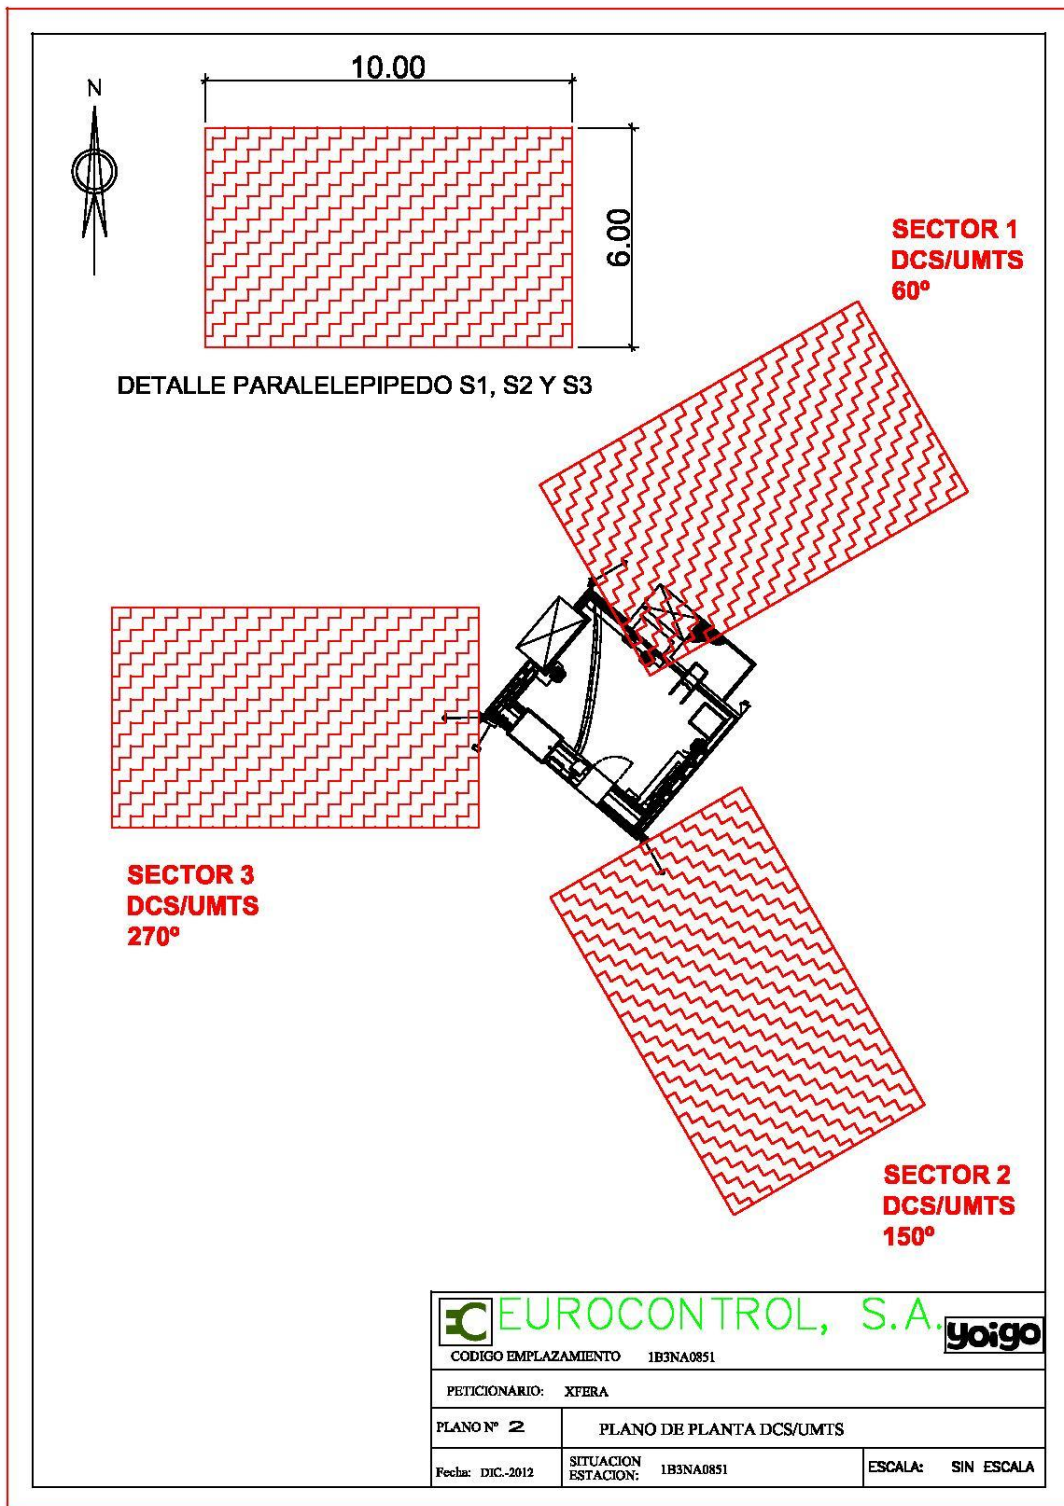 N
10.00
6.00
DETALLE PARALELEPIPEDO S1, S2 Y S3
SECTOR 1
DCS/UMTS
60º
SECTOR 3
DCS/UMTS
270º
SECTOR 2
DCS/UMTS
150º
EC EUROCONTROL, S.A.
yoigo
CODIGO EMPLAZAMIENTO 1B3NA0851
PETICIONARIO: XFERA
PLANO Nº 2 PLANO DE PLANTA DCS/UMTS
Fecha: DIC.-2012
SITUACION
ESTACION: 1B3NA0851
ESCALA: SIN ESCALA